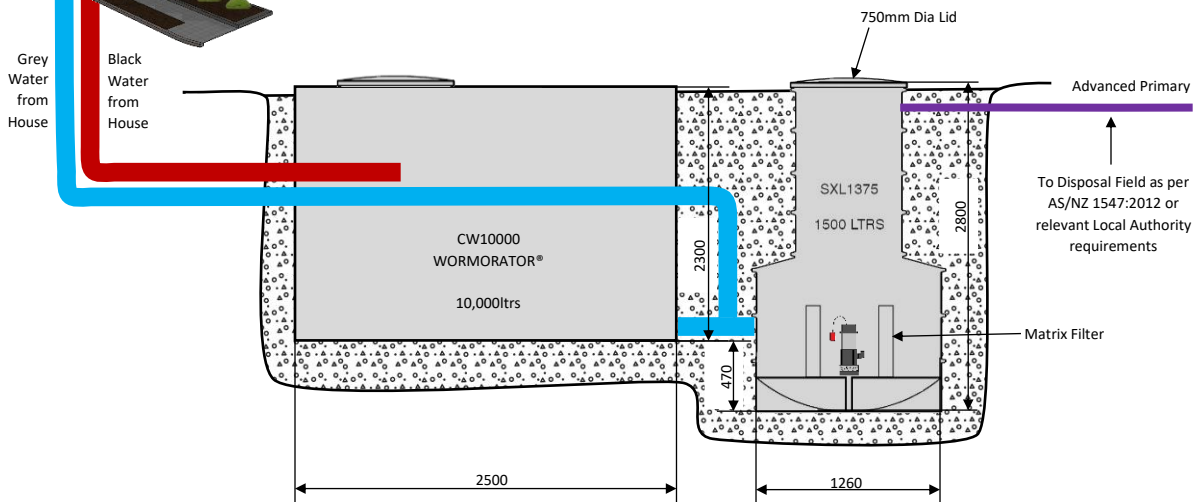 750mm Dia Lid
Grey
Water
from
House
Black
Water
from
House
Advanced Primary
To Disposal Field as per
AS/NZ 1547:2012 or
relevant Local Authority
requirements
CW10000
WORMORATOR®
10,000ltrs
2300
SXL1375
1500 LTRS
2800
Matrix Filter
470
2500
1260